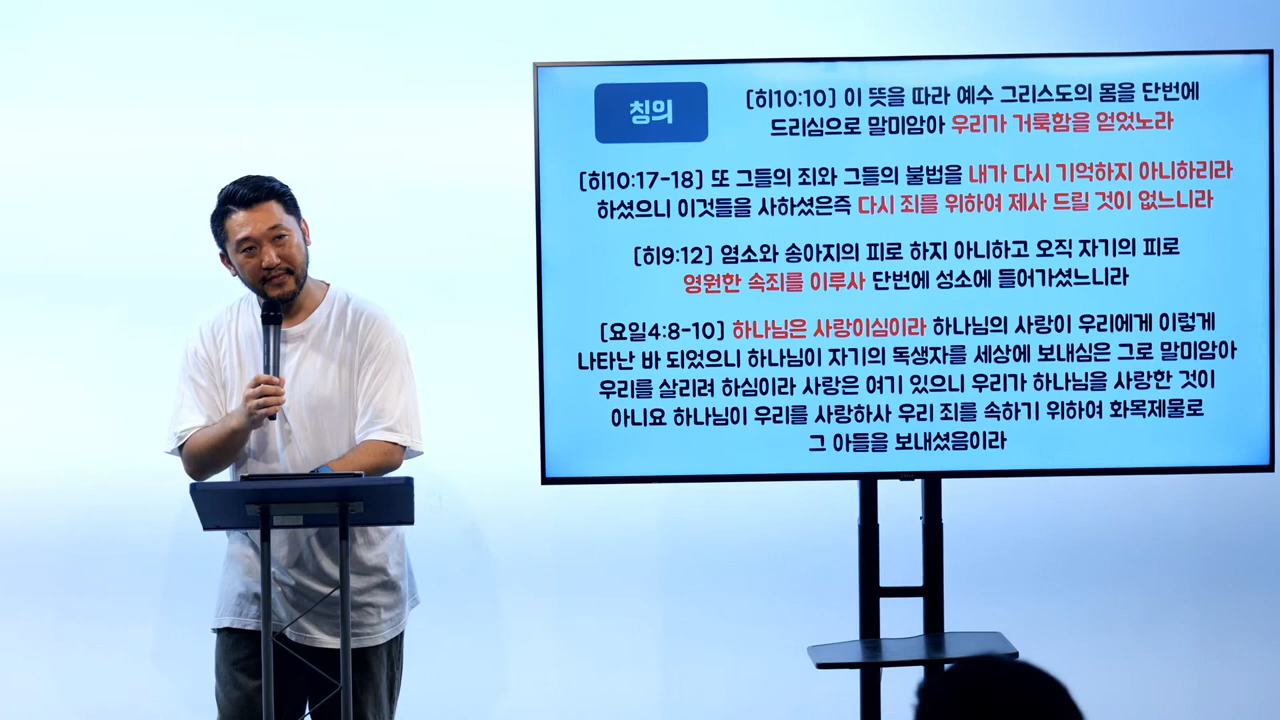 칭의
[히10:10] 이 뜻을 따라 예수 그리스도의 몸을 단번에
드리심으로 말미암아 우리가 거룩함을 얻었노라
[히10:17-18] 또 그들의 죄와 그들의 불법을 내가 다시 기억하지 아니하리라
하셨으니 이것들을 사하셨은즉 다시 죄를 위하여 제사 드릴 것이 없느니라
[히9:12] 염소와 송아지의 피로 하지 아니하고 오직 자기의 피로
영원한 속죄를 이루사 단번에 성소에 들어가셨느니라
[요일4:8-10] 하나님은 사랑이심이라 하나님의 사랑이 우리에게 이렇게
나타난 바 되었으니 하나님이 자기의 독생자를 세상에 보내심은 그로 말미암아
우리를 살리려 하심이라 사랑은 여기 있으니 우리가 하나님을 사랑한 것이
아니요 하나님이 우리를 사랑하사 우리 죄를 속하기 위하여 화목제물로
그 아들을 보내셨음이라